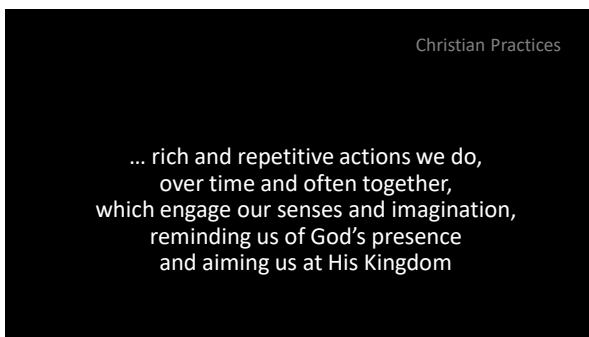 Christian Practices
… rich and repetitive actions we do,
over time and often together,
which engage our senses and imagination,
reminding us of God’s presence
and aiming us at His Kingdom